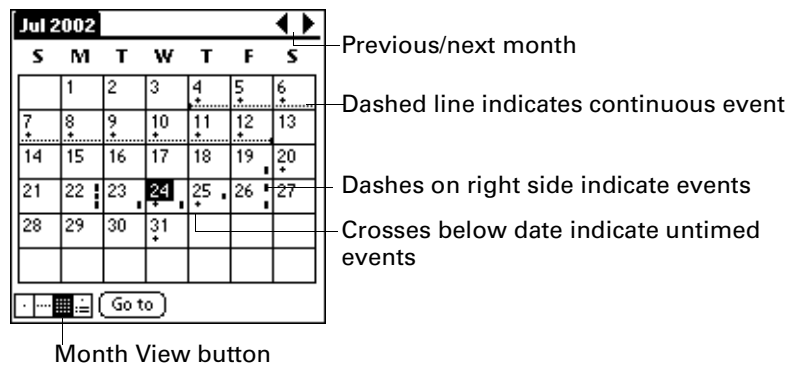 Jul 2002
Previous/next month
S M T W T F S
1 2 3 4 5 6
Dashed line indicates continuous event
7 8 9 10 11 12 13
14 15 16 17 18 19 20
21 22 23 24 25 26 27
Dashes on right side indicate events
28 29 30 31
Crosses below date indicate untimed
events
Go to
Month View button